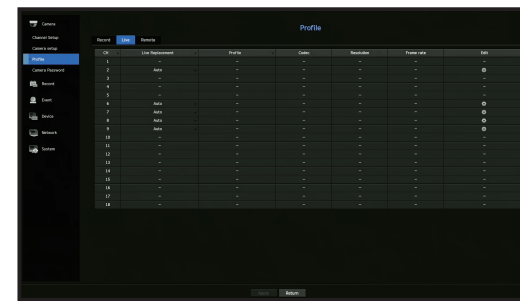 Camera
Profile
Channel Setup
Record Live Remote
Camera setup
CH Live Replacement Profile Codec Resolution Frame rate Edit
Profile
1 - - - - - -
Camera Password
2 Auto - - - -
3 - - - - - -
Record
4 - - - - - -
5 - - - - - -
Event
6 Auto - - - -
7 Auto - - - -
Device
8 Auto - - - -
9 Auto - - - -
Network
10 - - - - - -
11 - - - - - -
System
12 - - - - - -
13 - - - - - -
14 - - - - - -
15 - - - - - -
16 - - - - - -
17 - - - - - -
18 - - - - - -
Apply Return